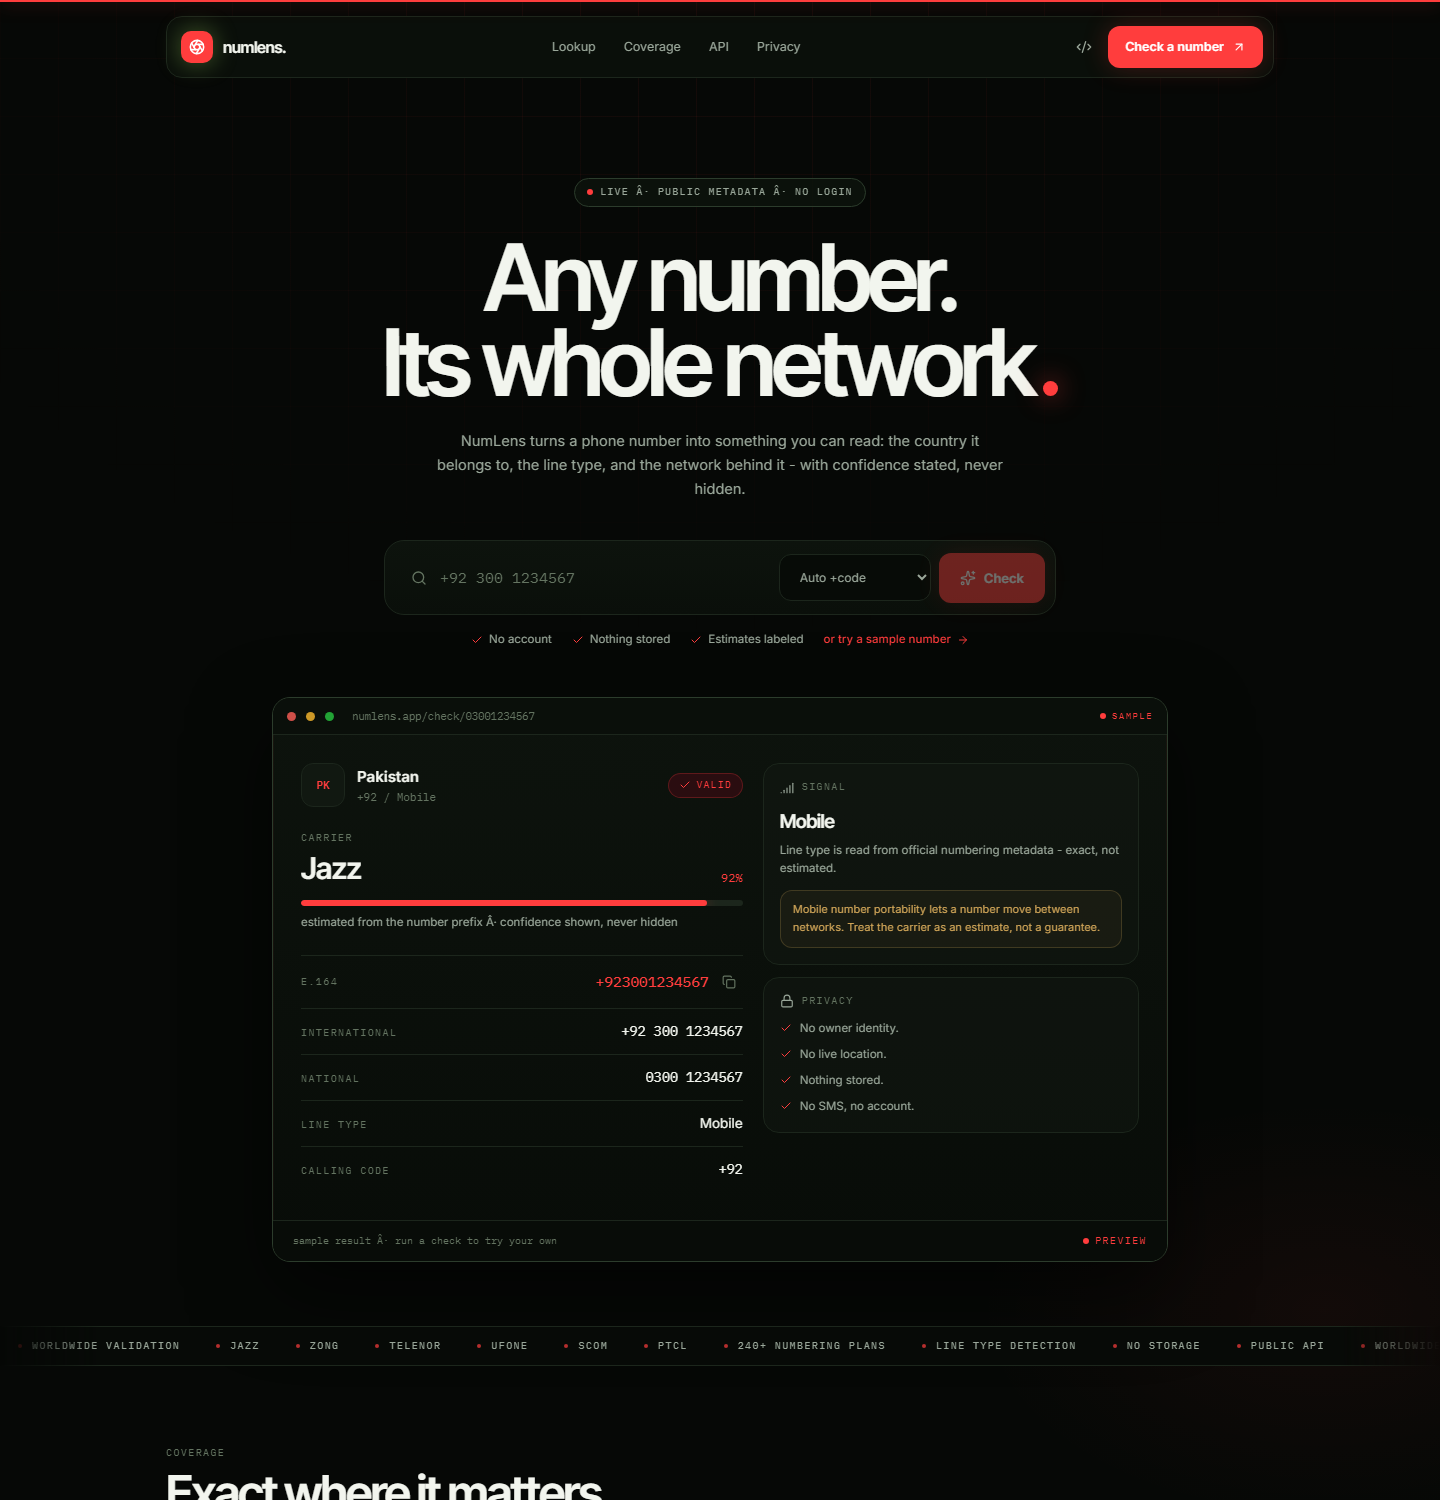 numlens.
Lookup
Coverage
API
Privacy
Check a number
LIVE Â· PUBLIC METADATA Â· NO LOGIN
Any number.
Its whole network.
NumLens turns a phone number into something you can read: the country it
belongs to, the line type, and the network behind it - with confidence stated, never
hidden.
+92 300 1234567
Auto +code
Check
No account
Nothing stored
Estimates labeled
or try a sample number
numlens.app/check/03001234567
SAMPLE
PK
Pakistan
+92 / Mobile
VALID
CARRIER
Jazz
92%
estimated from the number prefix Â· confidence shown, never hidden
E.164
+923001234567
INTERNATIONAL
+92 300 1234567
NATIONAL
0300 1234567
LINE TYPE
Mobile
CALLING CODE
+92
SIGNAL
Mobile
Line type is read from official numbering metadata - exact, not
estimated.
Mobile number portability lets a number move between
networks. Treat the carrier as an estimate, not a guarantee.
PRIVACY
No owner identity.
No live location.
Nothing stored.
No SMS, no account.
sample result Â· run a check to try your own
PREVIEW
WORLDWIDE VALIDATION
JAZZ
ZONG
TELENOR
UFONE
SCOM
PTCL
240+ NUMBERING PLANS
LINE TYPE DETECTION
NO STORAGE
PUBLIC API
COVERAGE
Exact where it matters